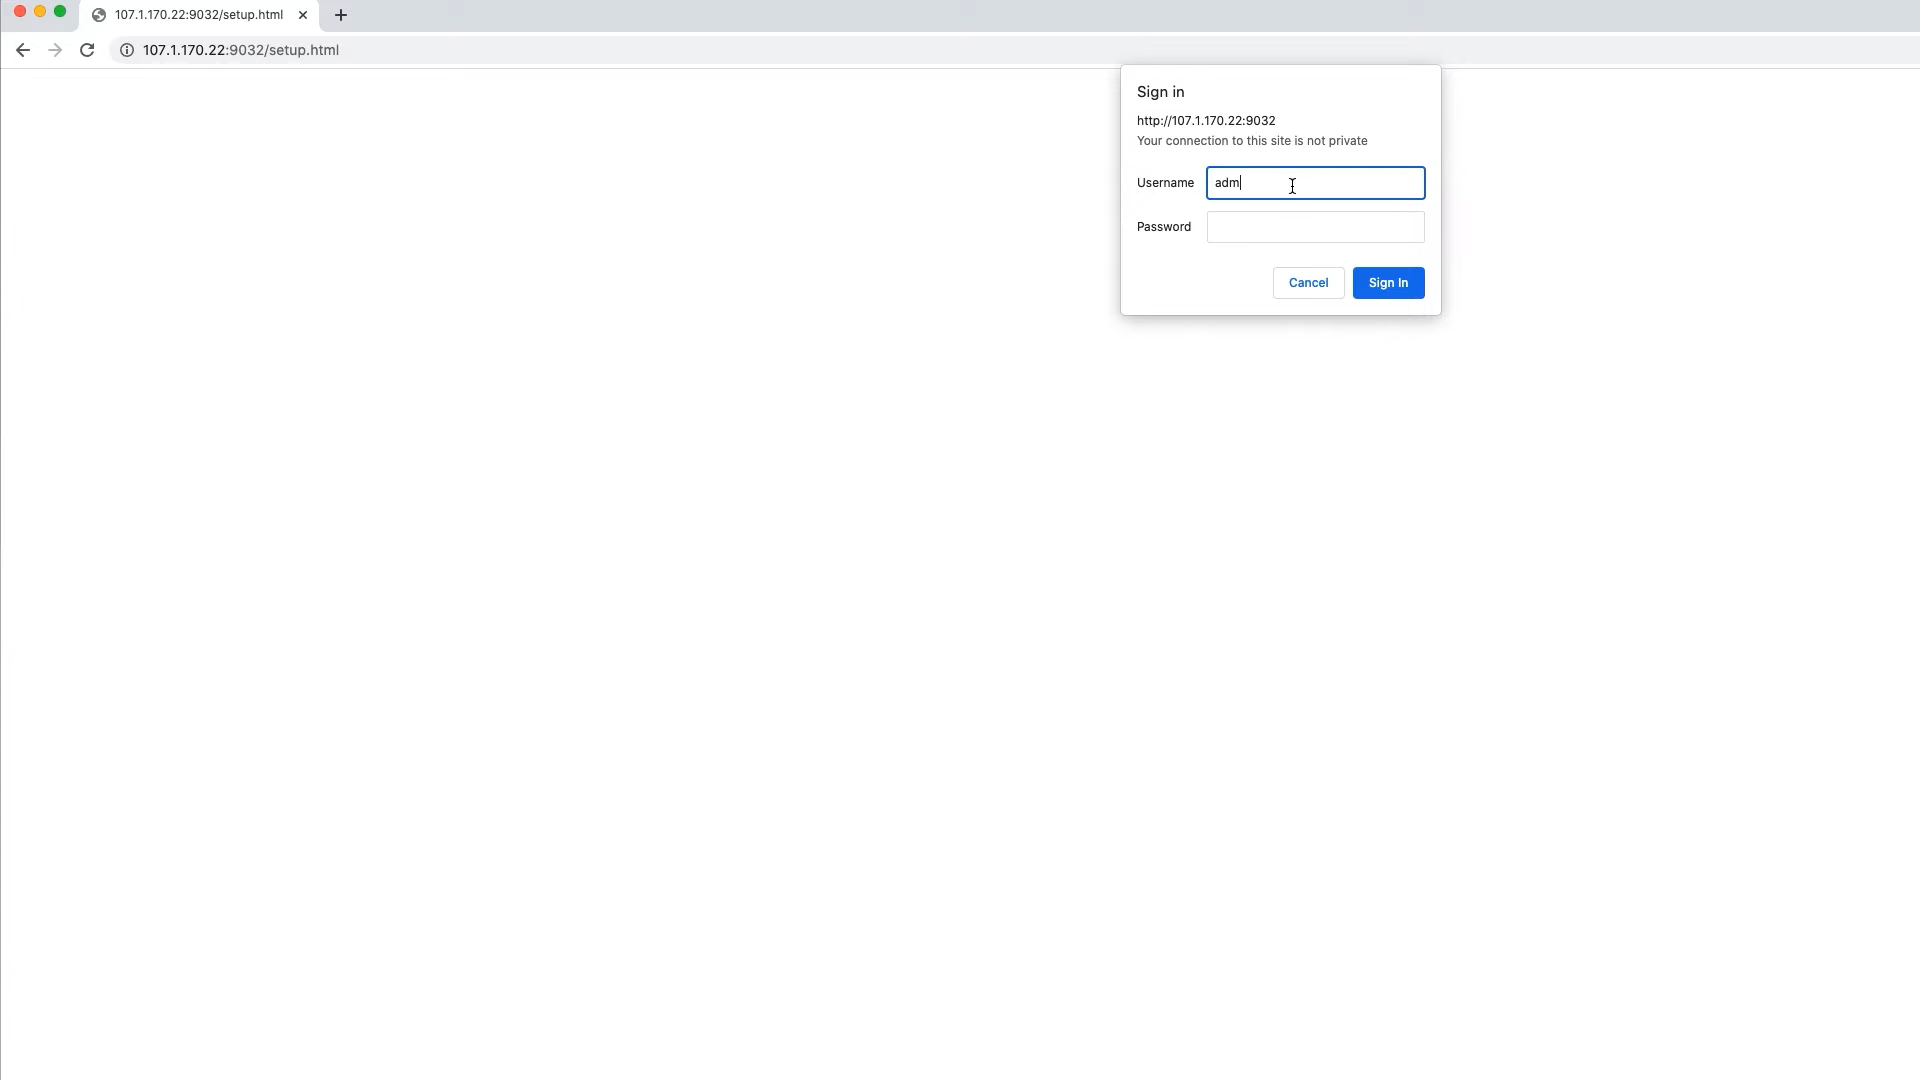 107.1.170.22:9032/setup.html
107.1.170.22:9032/setup.html
Sign in
http://107.1.170.22:9032
Your connection to this site is not private
Username adm
Password
Cancel Sign In